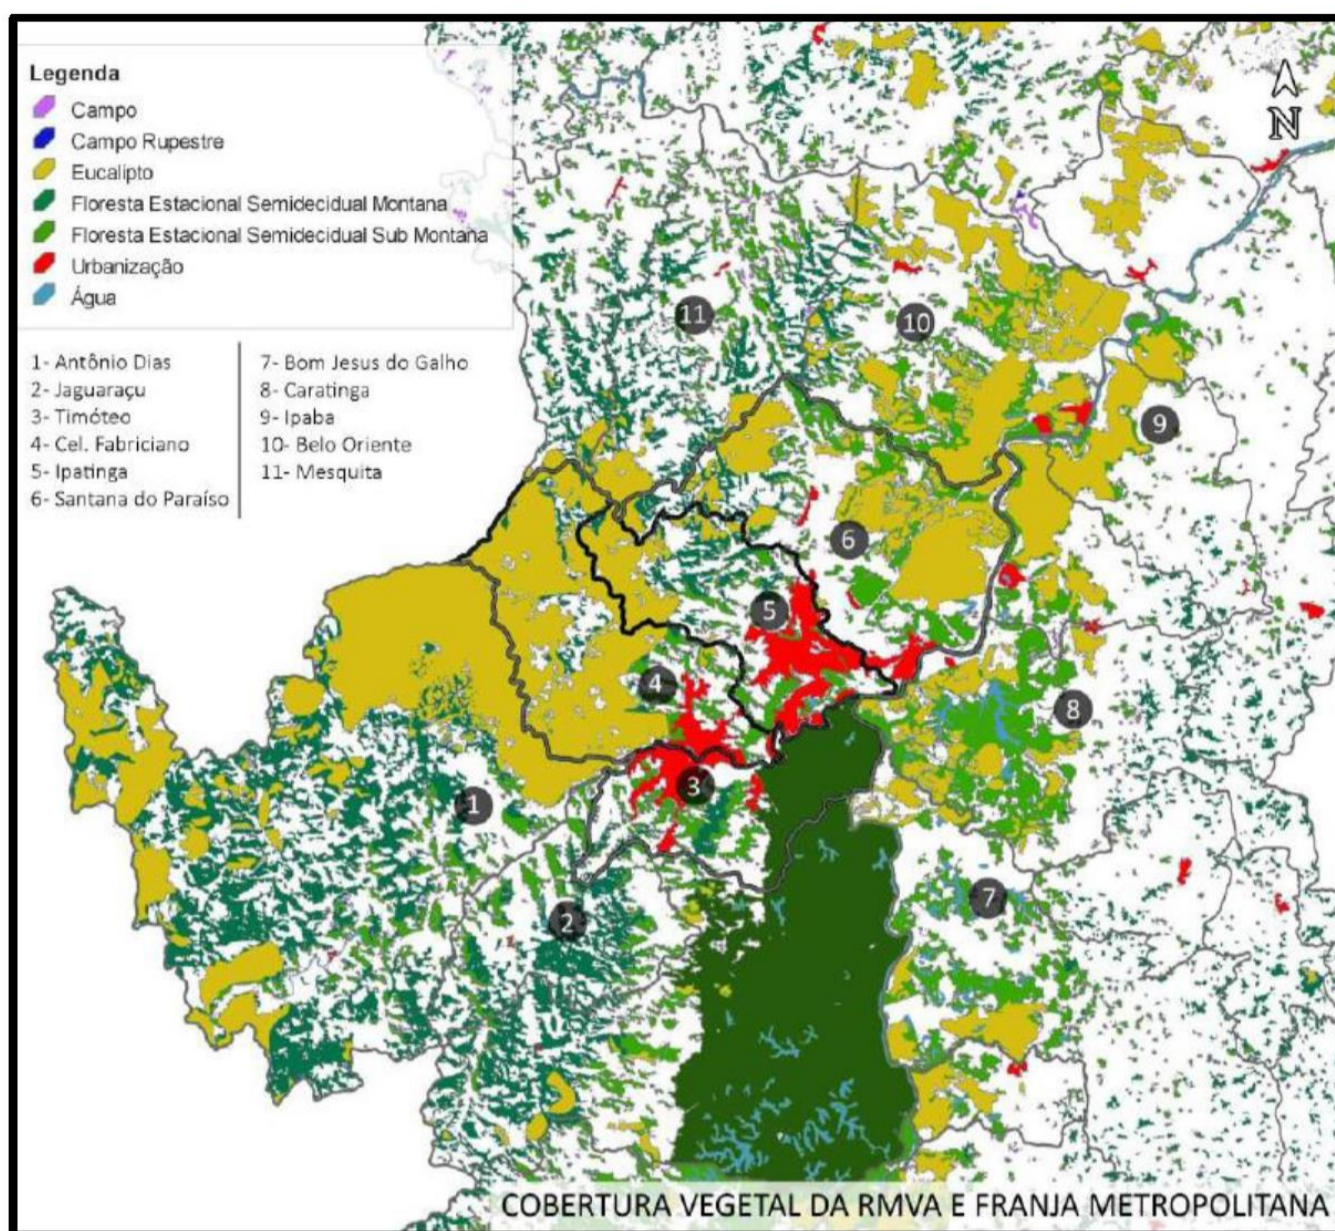 Legenda
Campo
Campo Rupestre
Eucalípto
Floresta Estacional Semidecidual Montana
Floresta Estacional Semidecidual Sub Montana
Urbanização
Água
1- Antônio Dias
2- Jaguaraçu
3- Timóteo
4- Cel. Fabriciano
5- Ipatinga
6- Santana do Paraíso
7- Bom Jesus do Galho
8- Caratinga
9- Ipaba
10- Belo Oriente
11- Mesquita
N
11
10
9
6
5
4
8
3
1
7
2
COBERTURA VEGETAL DA RMVA E FRANJA METROPOLITANA